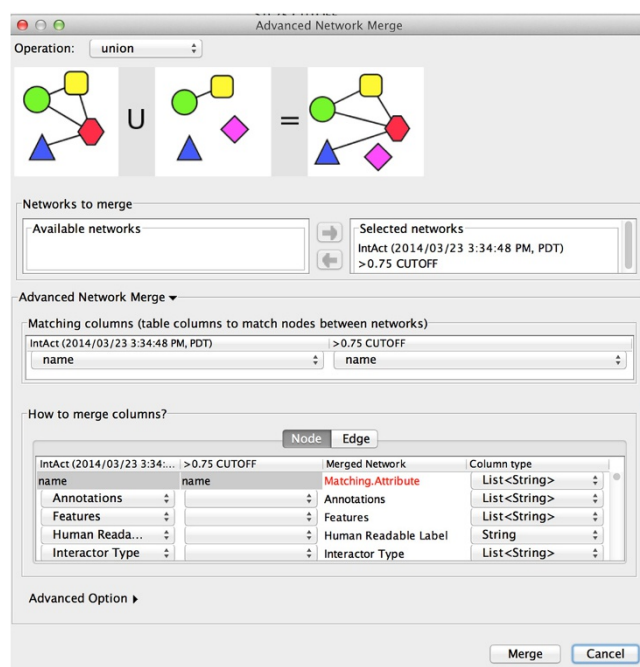 Advanced Network Merge
Operation: union
U =
Networks to merge
Available networks
Selected networks
IntAct (2014/03/23 3:34:48 PM, PDT)
>0.75 CUTOFF
Advanced Network Merge
Matching columns (table columns to match nodes between networks)
IntAct (2014/03/23 3:34:48 PM, PDT) >0.75 CUTOFF
name name
How to merge columns?
Node Edge
IntAct (2014/03/23 3:34:... >0.75 CUTOFF Merged Network Column type
name name Matching.Attribute List<String>
Annotations Annotations List<String>
Features Features List<String>
Human Reada... Human Readable Label String
Interactor Type Interactor Type List<String>
Advanced Option
Merge Cancel